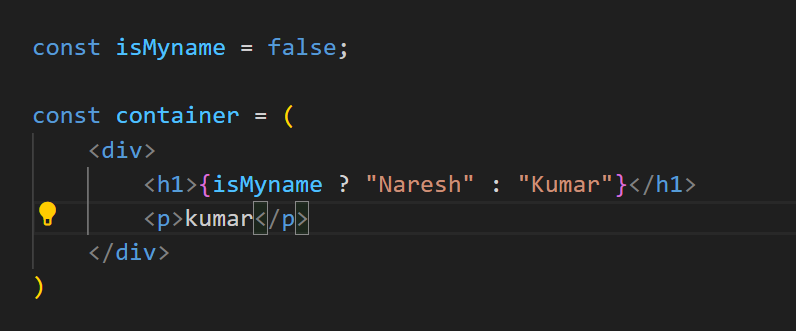 const isMyname = false;
const container = (
<div>
<h1>{isMyname ? "Naresh" : "Kumar"}</h1>
<p>kumar</p>
</div>
)